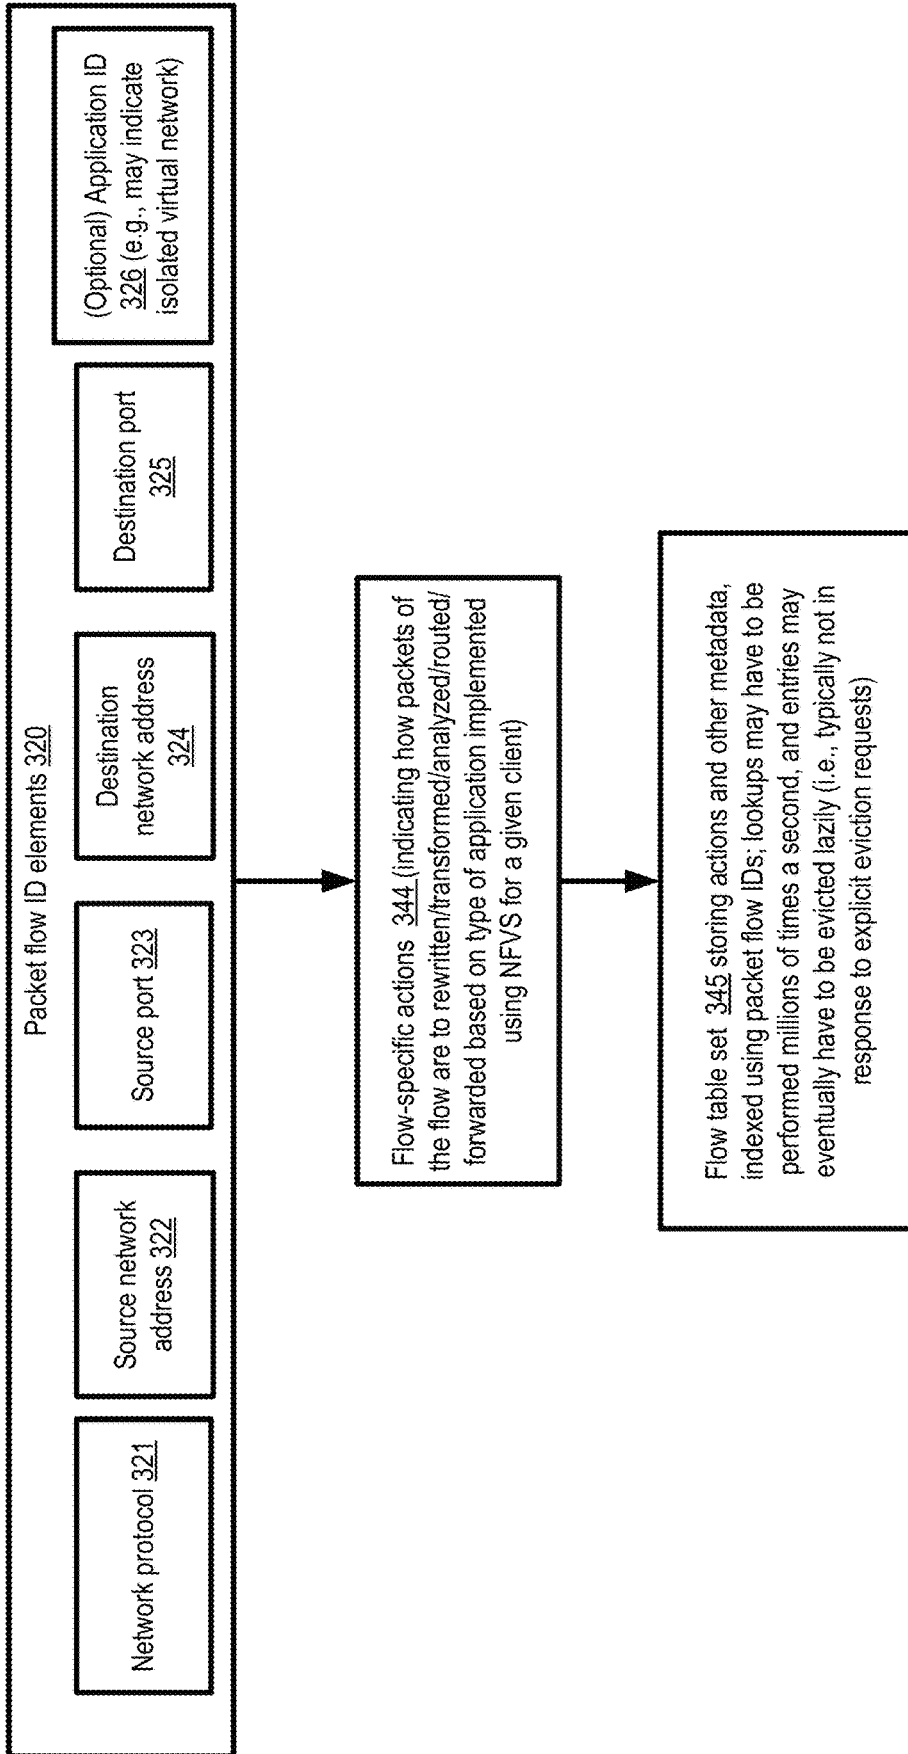 Packet flow ID elements 320
Network protocol 321
Source network
address 322
Source port 323
Destination
network address
324
Destination port
325
(Optional) Application ID
326 (e.g., may indicate
isolated virtual network)
Flow-specific actions 344 (indicating how packets of
the flow are to rewritten/transformed/analyzed/routed/
forwarded based on type of application implemented
using NFVS for a given client)
Flow table set 345 storing actions and other metadata,
indexed using packet flow IDs; lookups may have to be
performed millions of times a second, and entries may
eventually have to be evicted lazily (i.e., typically not in
response to explicit eviction requests)